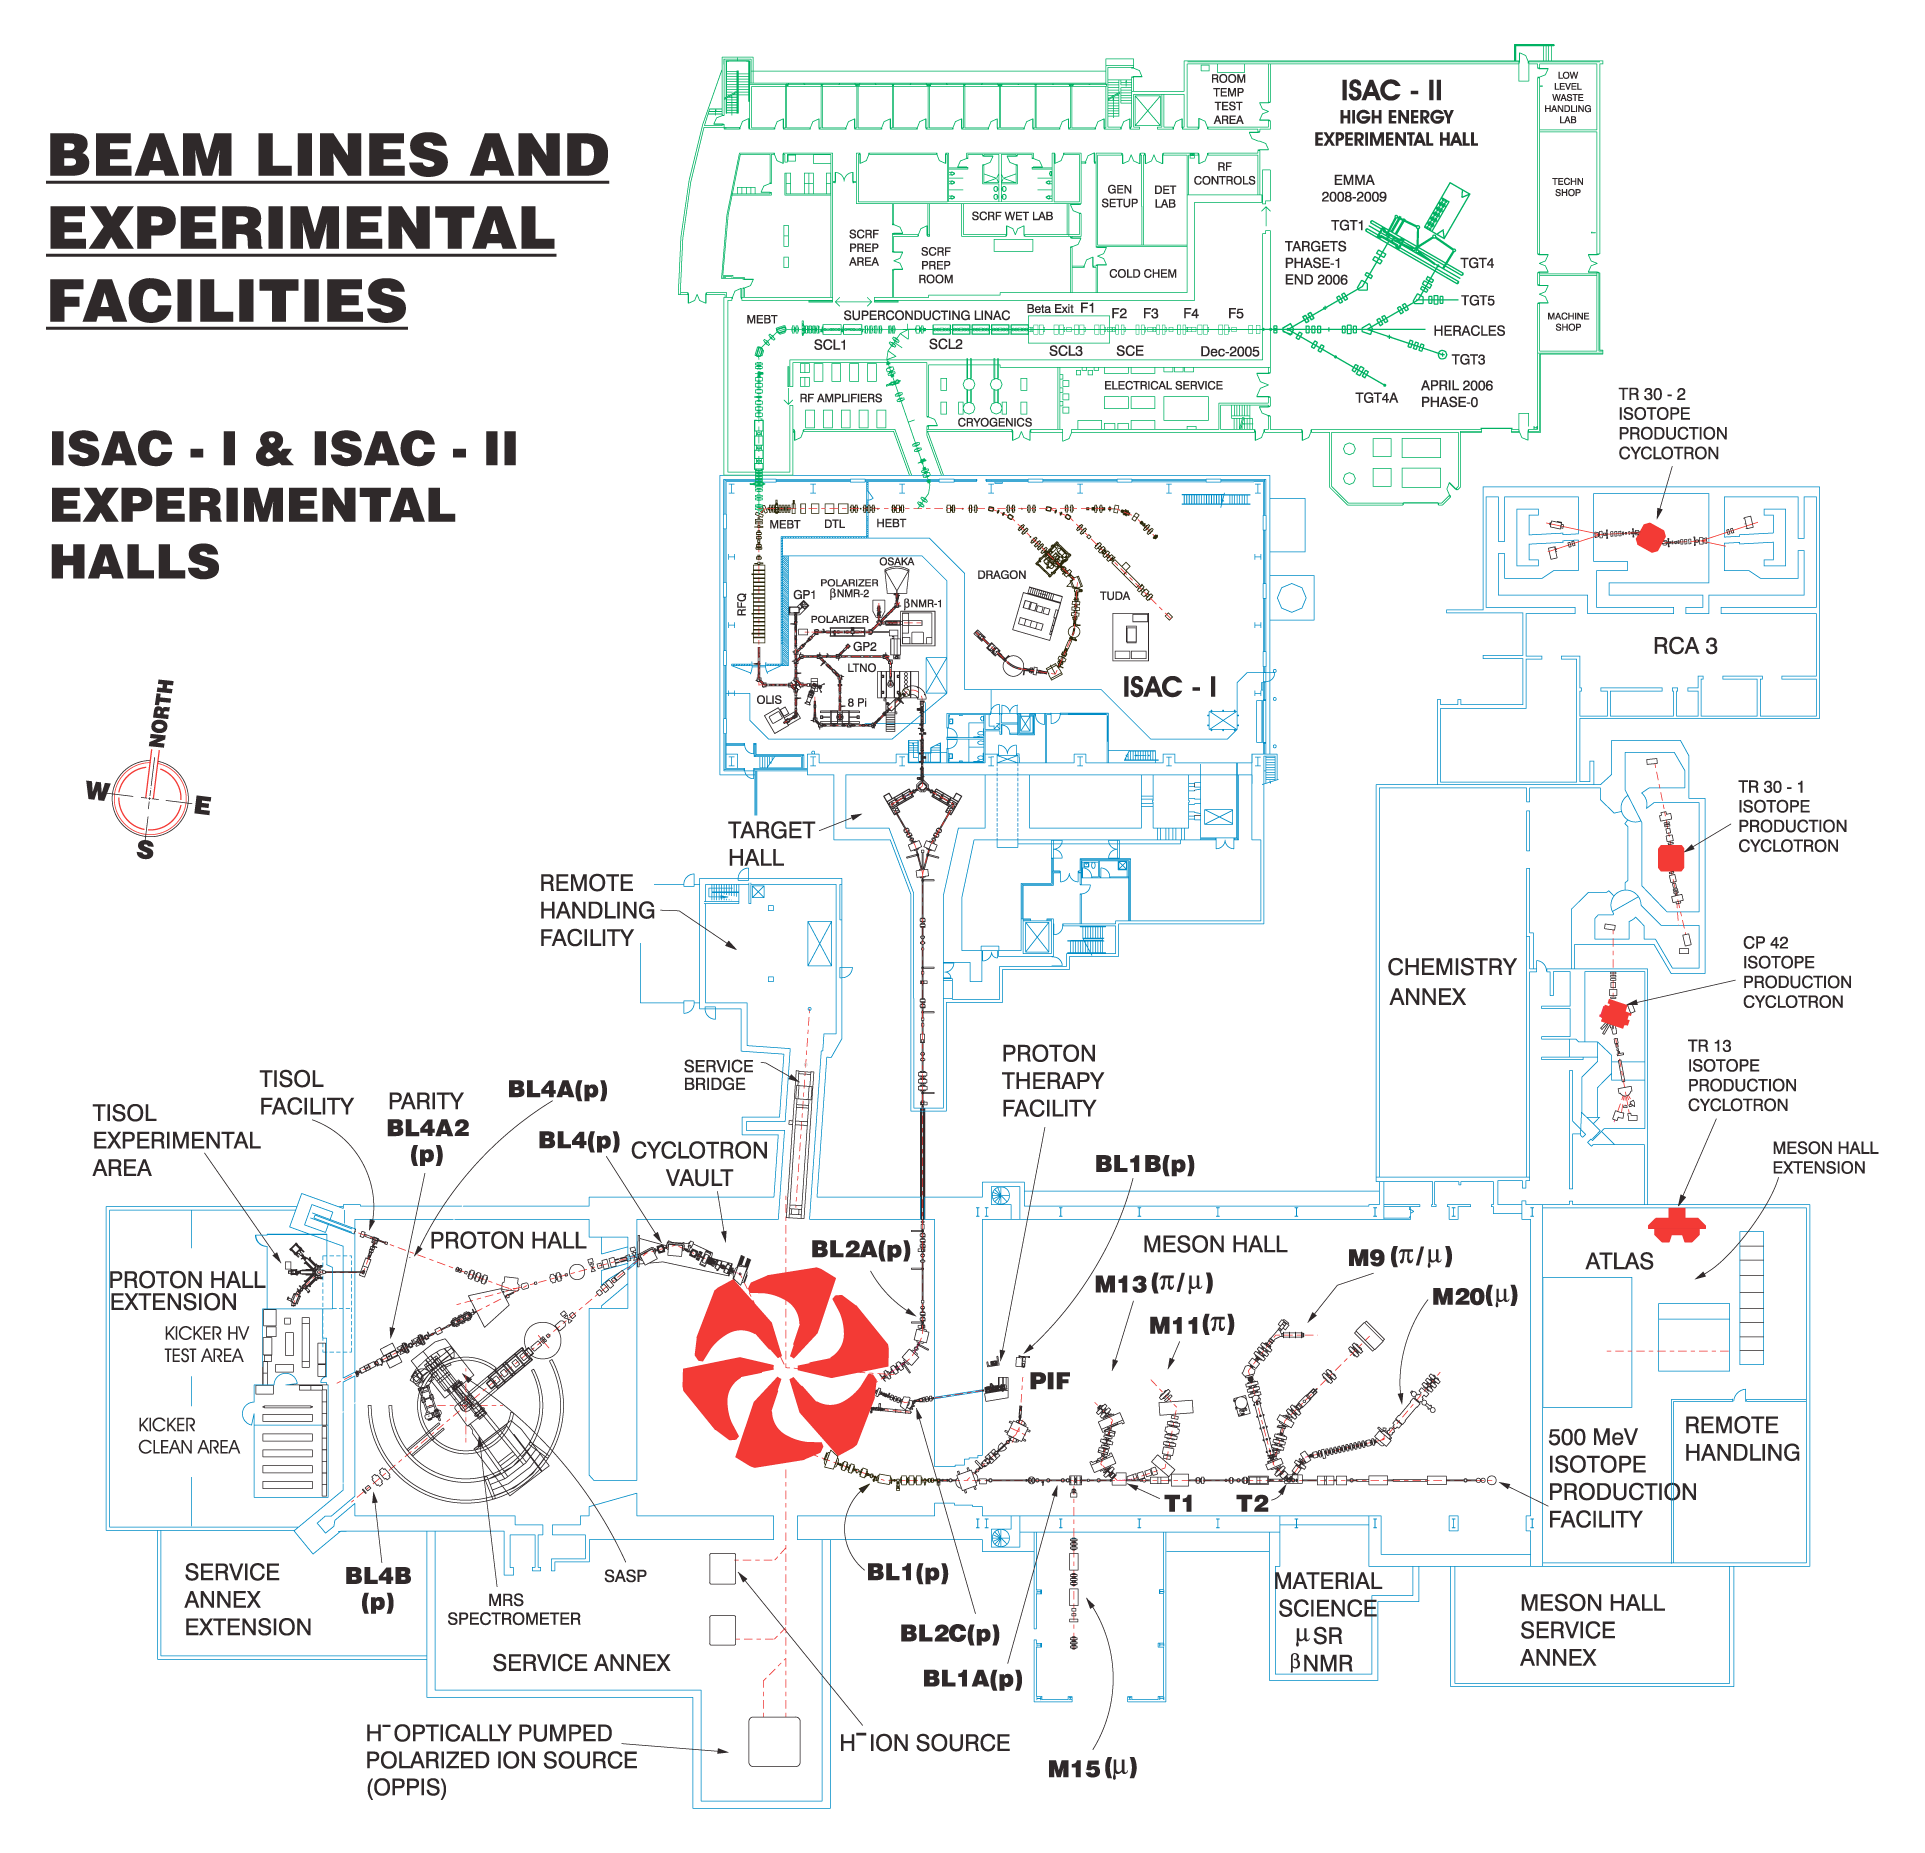 BEAM LINES AND
EXPERIMENTAL
FACILITIES
ISAC - I & ISAC - II
EXPERIMENTAL
HALLS
NORTH
W
E
S
ROOM
TEMP
TEST
AREA
ISAC - II
HIGH ENERGY
EXPERIMENTAL HALL
LOW
LEVEL
WASTE
HANDLING
LAB
RF
CONTROLS
GEN
SETUP
DET
LAB
EMMA
2008-2009
TECHN
SHOP
SCRF WET LAB
SCRF
PREP
AREA
SCRF
PREP
ROOM
COLD CHEM
TGT1
TARGETS
PHASE-1
END 2006
TGT4
TGT5
HERACLES
TGT3
TGT4A
APRIL 2006
PHASE-0
MACHINE
SHOP
MEBT
SUPERCONDUCTING LINAC
Beta Exit
F1
F2
F3
F4
F5
SCL1
SCL2
SCL3
SCE
Dec-2005
RF AMPLIFIERS
CRYOGENICS
ELECTRICAL SERVICE
TR 30 - 2
ISOTOPE
PRODUCTION
CYCLOTRON
MEBT
DTL
HEBT
OSAKA
POLARIZER
βNMR-2
GP1
βNMR-1
POLARIZER
GP2
LTNO
RFQ
OLIS
8 Pi
DRAGON
TUDA
ISAC - I
RCA 3
TR 30 - 1
ISOTOPE
PRODUCTION
CYCLOTRON
TARGET
HALL
REMOTE
HANDLING
FACILITY
CHEMISTRY
ANNEX
CP 42
ISOTOPE
PRODUCTION
CYCLOTRON
TR 13
ISOTOPE
PRODUCTION
CYCLOTRON
MESON HALL
EXTENSION
SERVICE
BRIDGE
PROTON
THERAPY
FACILITY
TISOL
FACILITY
TISOL
EXPERIMENTAL
AREA
PARITY
BL4A2
(p)
BL4A(p)
BL4(p)
CYCLOTRON
VAULT
BL1B(p)
PROTON HALL
BL2A(p)
MESON HALL
M9 (π/μ)
M13 (π/μ)
M20(μ)
M11(π)
ATLAS
PROTON HALL
EXTENSION
KICKER HV
TEST AREA
KICKER
CLEAN AREA
PIF
T1
T2
500 MeV
ISOTOPE
PRODUCTION
FACILITY
REMOTE
HANDLING
SERVICE
ANNEX
EXTENSION
BL4B
(p)
MRS
SPECTROMETER
SASP
BL1(p)
BL2C(p)
BL1A(p)
MATERIAL
SCIENCE
μ SR
βNMR
MESON HALL
SERVICE
ANNEX
SERVICE ANNEX
H⁻ OPTICALLY PUMPED
POLARIZED ION SOURCE
(OPPIS)
H⁻ ION SOURCE
M15 (μ)